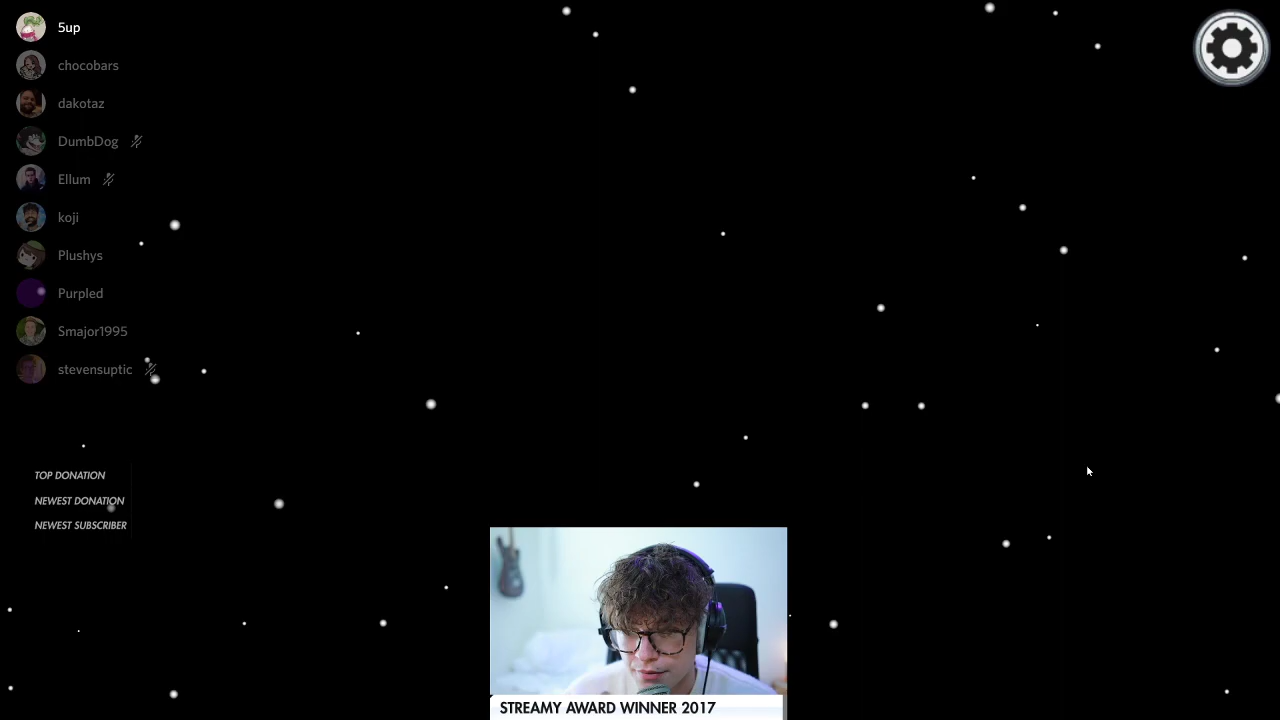 5up
chocobars
dakotaz
DumbDog
Ellum
koji
Plushys
Purpled
Smajor1995
stevensuptic
TOP DONATION
NEWEST DONATION
NEWEST SUBSCRIBER
STREAMY AWARD WINNER 2017